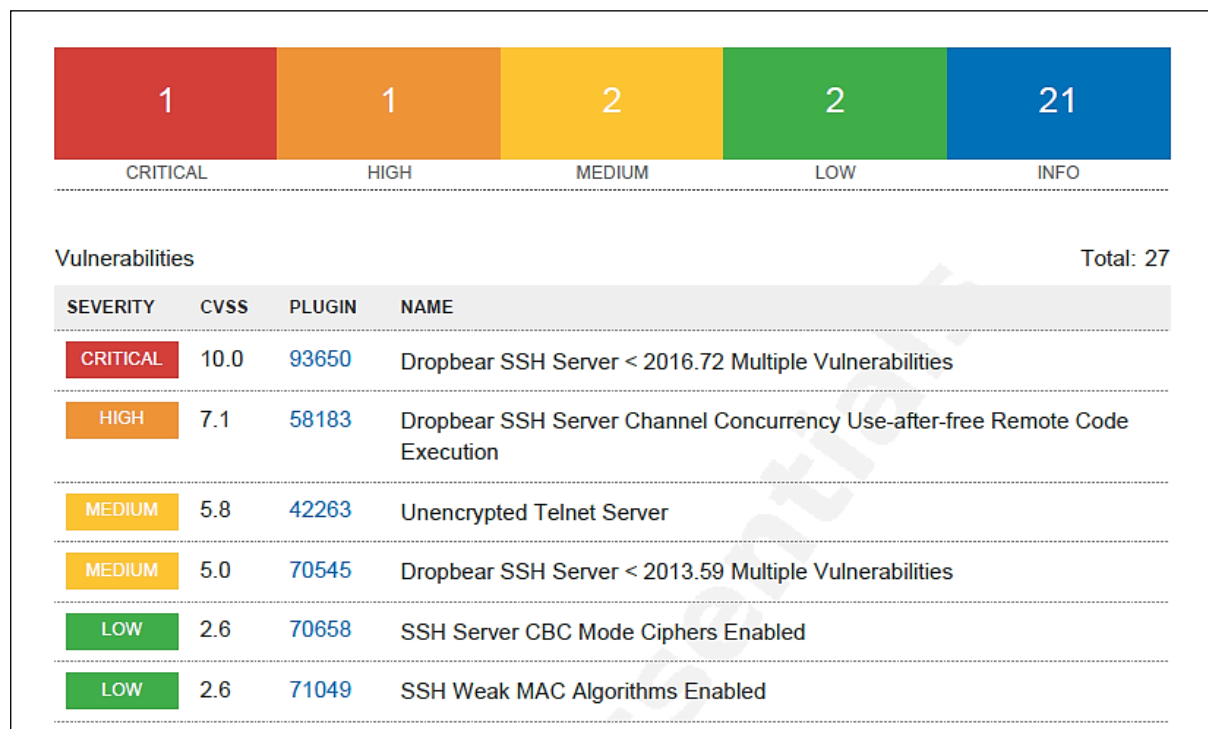 1 1 2 2 21
CRITICAL HIGH MEDIUM LOW INFO
Vulnerabilities Total: 27
SEVERITY CVSS PLUGIN NAME
CRITICAL 10.0 93650 Dropbear SSH Server < 2016.72 Multiple Vulnerabilities
HIGH 7.1 58183 Dropbear SSH Server Channel Concurrency Use-after-free Remote Code
Execution
MEDIUM 5.8 42263 Unencrypted Telnet Server
MEDIUM 5.0 70545 Dropbear SSH Server < 2013.59 Multiple Vulnerabilities
LOW 2.6 70658 SSH Server CBC Mode Ciphers Enabled
LOW 2.6 71049 SSH Weak MAC Algorithms Enabled